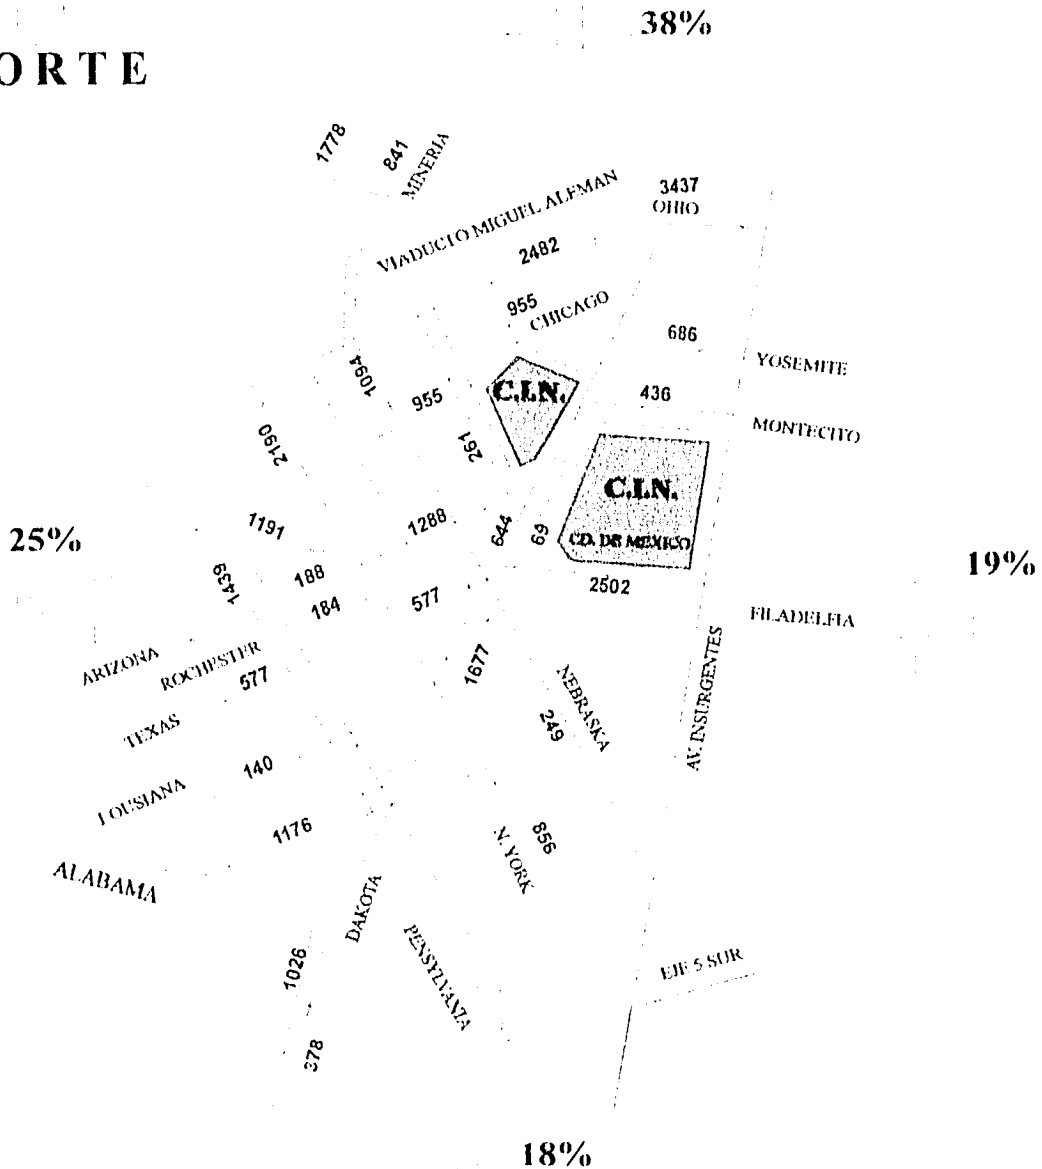 38%
ORTE
1778
841
MINERIA
VIADUCTO MIGUEL ALEMAN
3437
OHIO
2482
955
CHICAGO
686
YOSEMITE
1094
955
C.I.N.
436
MONTECITO
2190
261
C.I.N.
CD. DE MEXICO
25%
1191
1288
644
69
19%
1439
188
184
577
2502
FILADELFIA
ARIZONA
ROCHESTER
577
1677
NEBRASKA
249
AV. INSURGENTES
TEXAS
140
LOUSIANA
1176
856
N. YORK
ALABAMA
DAKOTA
PENSYLVANIA
1026
EJE 5 SUR
378
18%